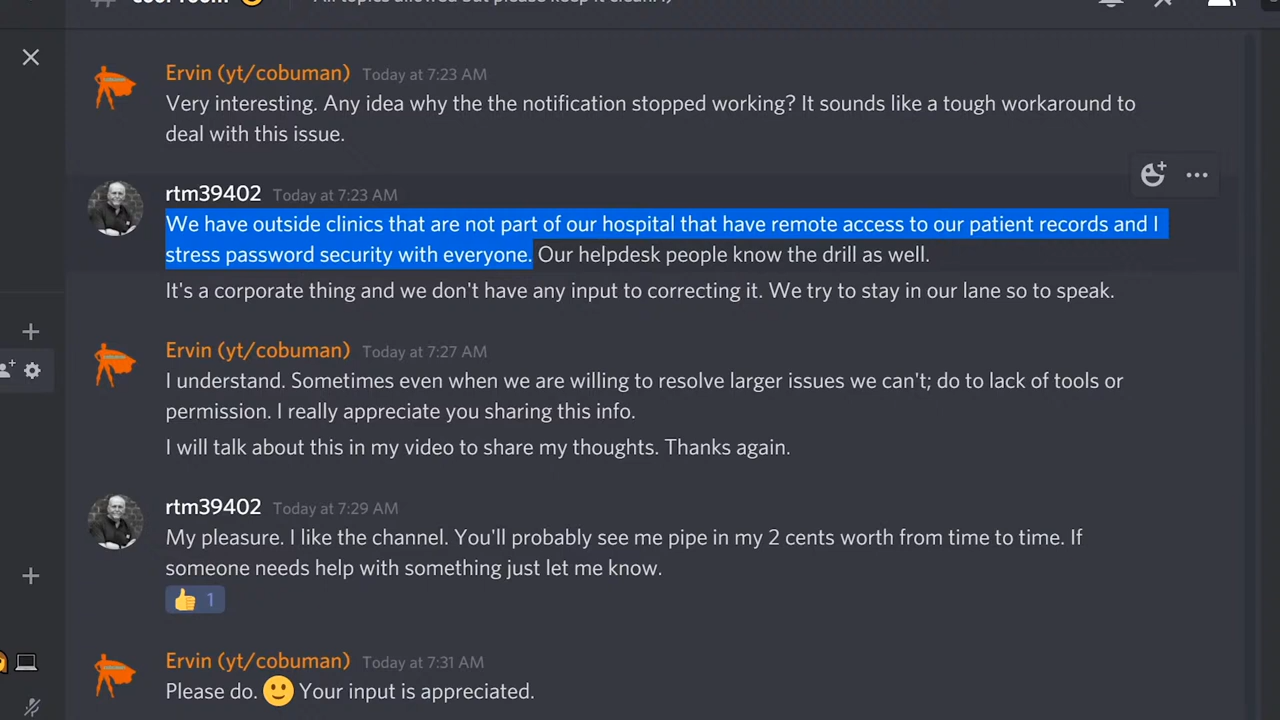 Ervin (yt/cobuman) Today at 7:23 AM
Very interesting. Any idea why the the notification stopped working? It sounds like a tough workaround to
deal with this issue.
rtm39402 Today at 7:23 AM
We have outside clinics that are not part of our hospital that have remote access to our patient records and I
stress password security with everyone. Our helpdesk people know the drill as well.
It's a corporate thing and we don't have any input to correcting it. We try to stay in our lane so to speak.
Ervin (yt/cobuman) Today at 7:27 AM
I understand. Sometimes even when we are willing to resolve larger issues we can't; do to lack of tools or
permission. I really appreciate you sharing this info.
I will talk about this in my video to share my thoughts. Thanks again.
rtm39402 Today at 7:29 AM
My pleasure. I like the channel. You'll probably see me pipe in my 2 cents worth from time to time. If
someone needs help with something just let me know.
👍 1
Ervin (yt/cobuman) Today at 7:31 AM
Please do. 🙂 Your input is appreciated.